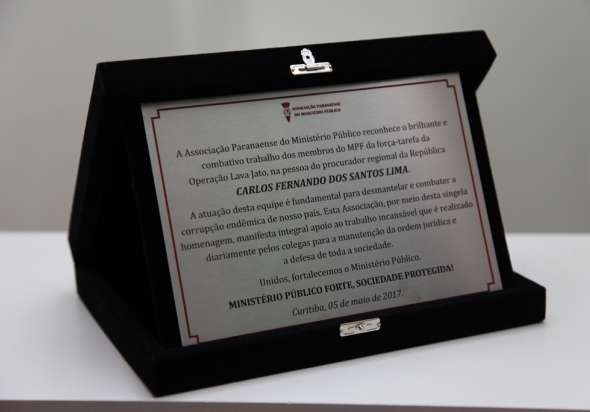 ASSOCIAÇÃO PARANAENSE
DO MINISTÉRIO PÚBLICO
A Associação Paranaense do Ministério Público reconhece o brilhante e
combativo trabalho dos membros do MPF da força-tarefa da
Operação Lava Jato, na pessoa do procurador regional da República
CARLOS FERNANDO DOS SANTOS LIMA.
A atuação desta equipe é fundamental para desmantelar e combater a
corrupção endêmica de nosso país. Esta Associação, por meio desta singela
homenagem, manifesta integral apoio ao trabalho incansável que é realizado
diariamente pelos colegas para a manutenção da ordem jurídica e
a defesa de toda a sociedade.
Unidos, fortalecemos o Ministério Público.
MINISTÉRIO PÚBLICO FORTE, SOCIEDADE PROTEGIDA!
Curitiba, 05 de maio de 2017.